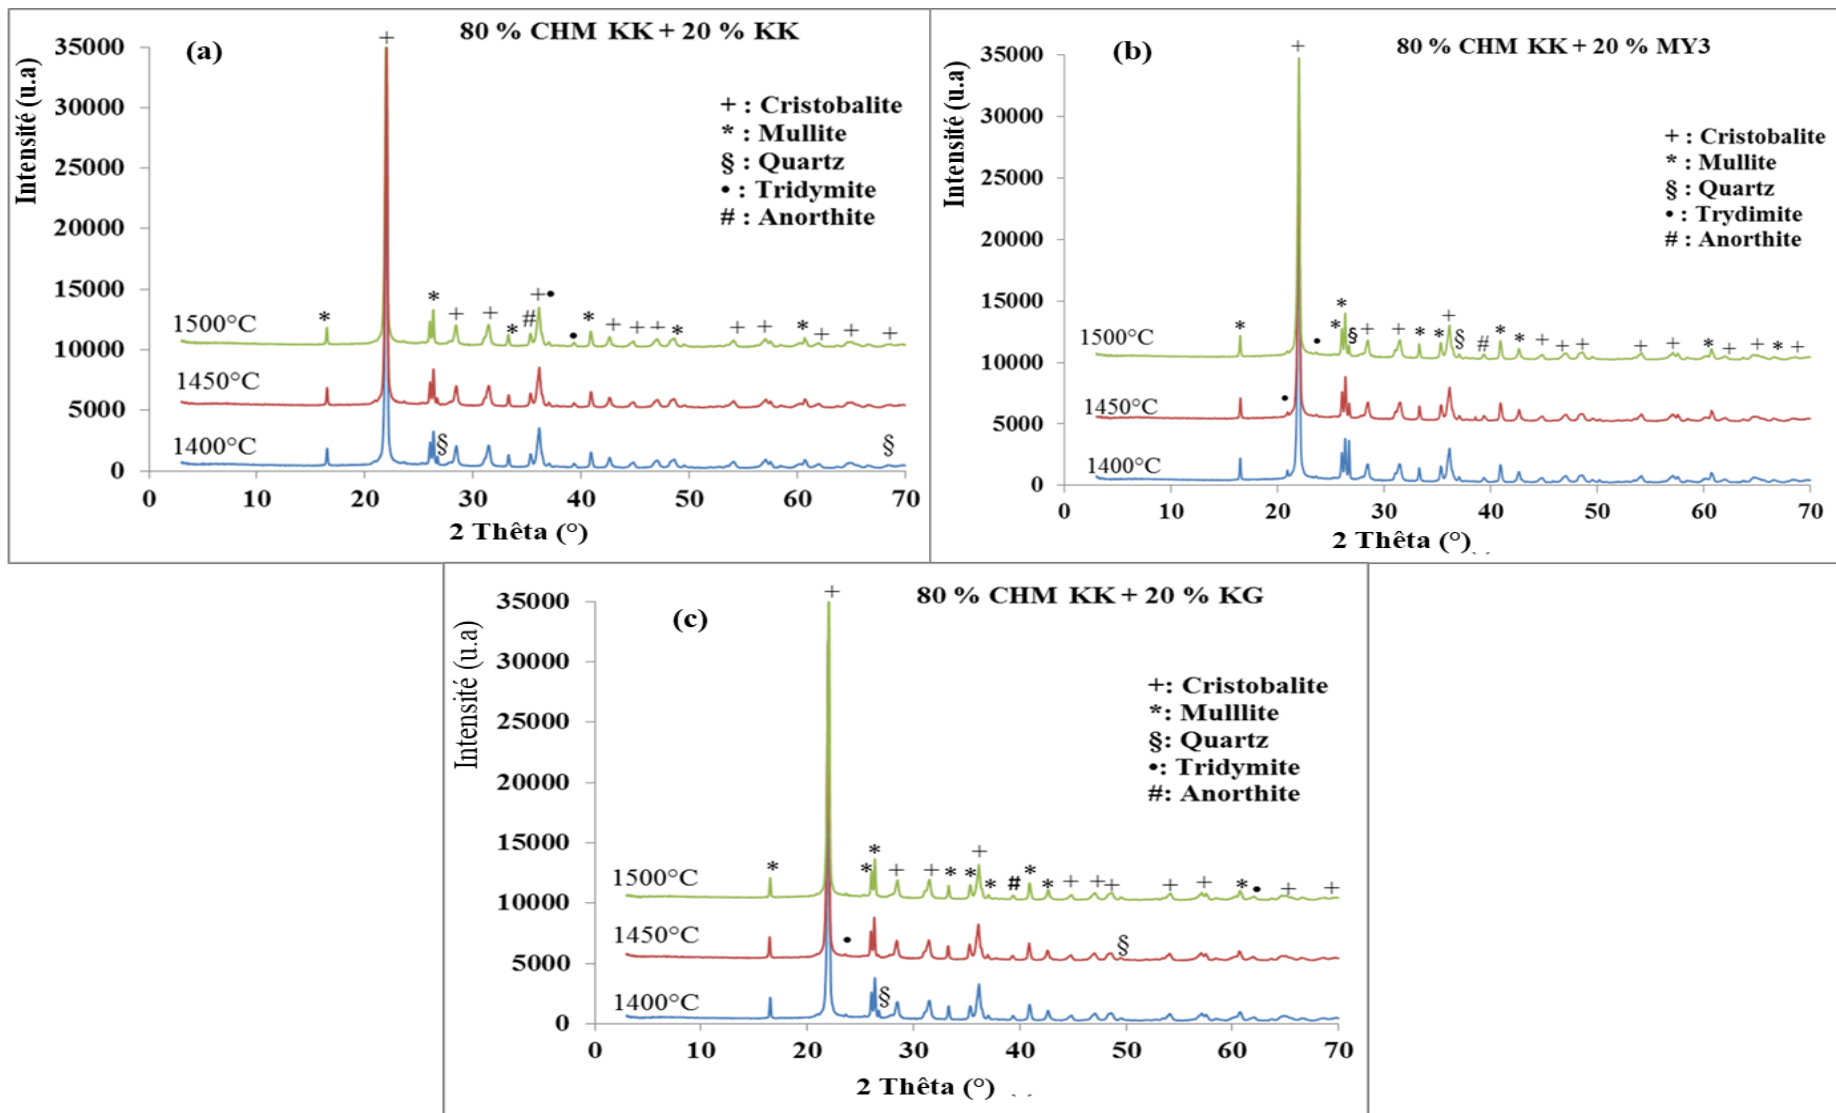 (a)
80 % CHM KK + 20 % KK
Intensité (u.a)
35000
30000
25000
20000
15000
10000
5000
0
+ : Cristobalite
* : Mullite
§ : Quartz
• : Tridymite
# : Anorthite
+
* * + + * # + • • * + + + * + + * + + +
1500°C
1450°C
1400°C
§ §
0 10 20 30 40 50 60 70
2 Thêta (°)
(b)
80 % CHM KK + 20 % MY3
Intensité (u.a)
35000
30000
25000
20000
15000
10000
5000
0
+ : Cristobalite
* : Mullite
§ : Quartz
• : Trydimite
# : Anorthite
+
* • * * § + + * * + § # * * + + + + + * + + * +
1500°C
•
1450°C
1400°C
0 10 20 30 40 50 60 70
2 Thêta (°)
(c)
80 % CHM KK + 20 % KG
Intensité (u.a)
35000
30000
25000
20000
15000
10000
5000
0
+: Cristobalite
*: Mulllite
§: Quartz
•: Tridymite
#: Anorthite
+
* * * + + * * + * # * * + + + + + * • + +
1500°C
• §
1450°C
§
1400°C
0 10 20 30 40 50 60 70
2 Thêta (°)